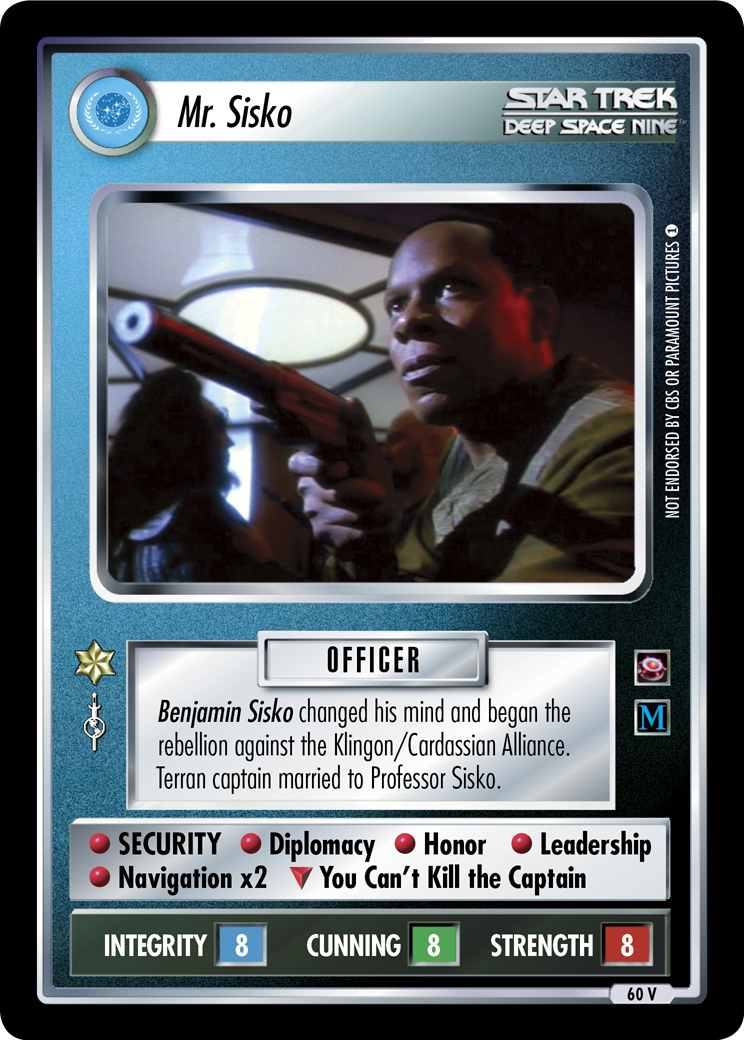 Mr. Sisko
STAR TREK
DEEP SPACE NINE™
NOT ENDORSED BY CBS OR PARAMOUNT PICTURES 1
OFFICER
Benjamin Sisko changed his mind and began the
rebellion against the Klingon/Cardassian Alliance.
Terran captain married to Professor Sisko.
M
SECURITY Diplomacy Honor Leadership
Navigation x2 You Can't Kill the Captain
INTEGRITY 8 CUNNING 8 STRENGTH 8
60 V